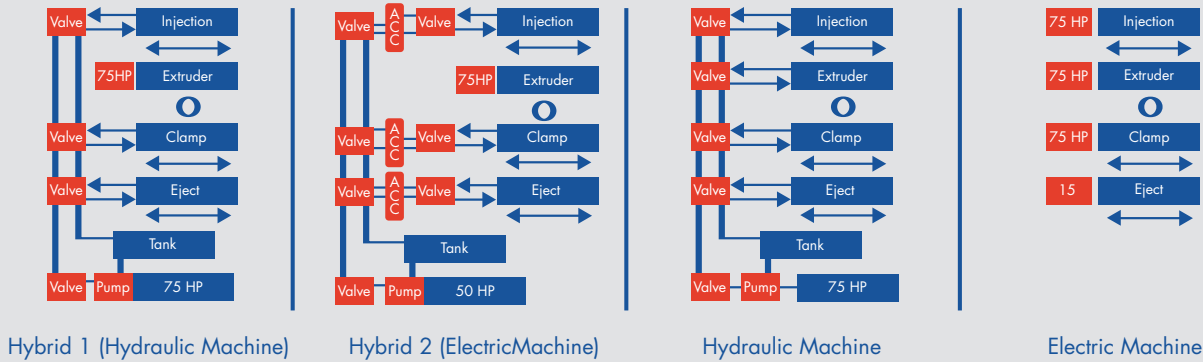 Valve Injection
75HP Extruder
Valve Clamp
Valve Eject
Tank
Valve Pump 75 HP
Hybrid 1 (Hydraulic Machine)
Valve ACC Valve Injection
75HP Extruder
Valve ACC Valve Clamp
Valve ACC Valve Eject
Tank
Valve Pump 50 HP
Hybrid 2 (ElectricMachine)
Valve Injection
Valve Extruder
Valve Clamp
Valve Eject
Tank
Valve Pump 75 HP
Hydraulic Machine
75 HP Injection
75 HP Extruder
75 HP Clamp
15 Eject
Electric Machine